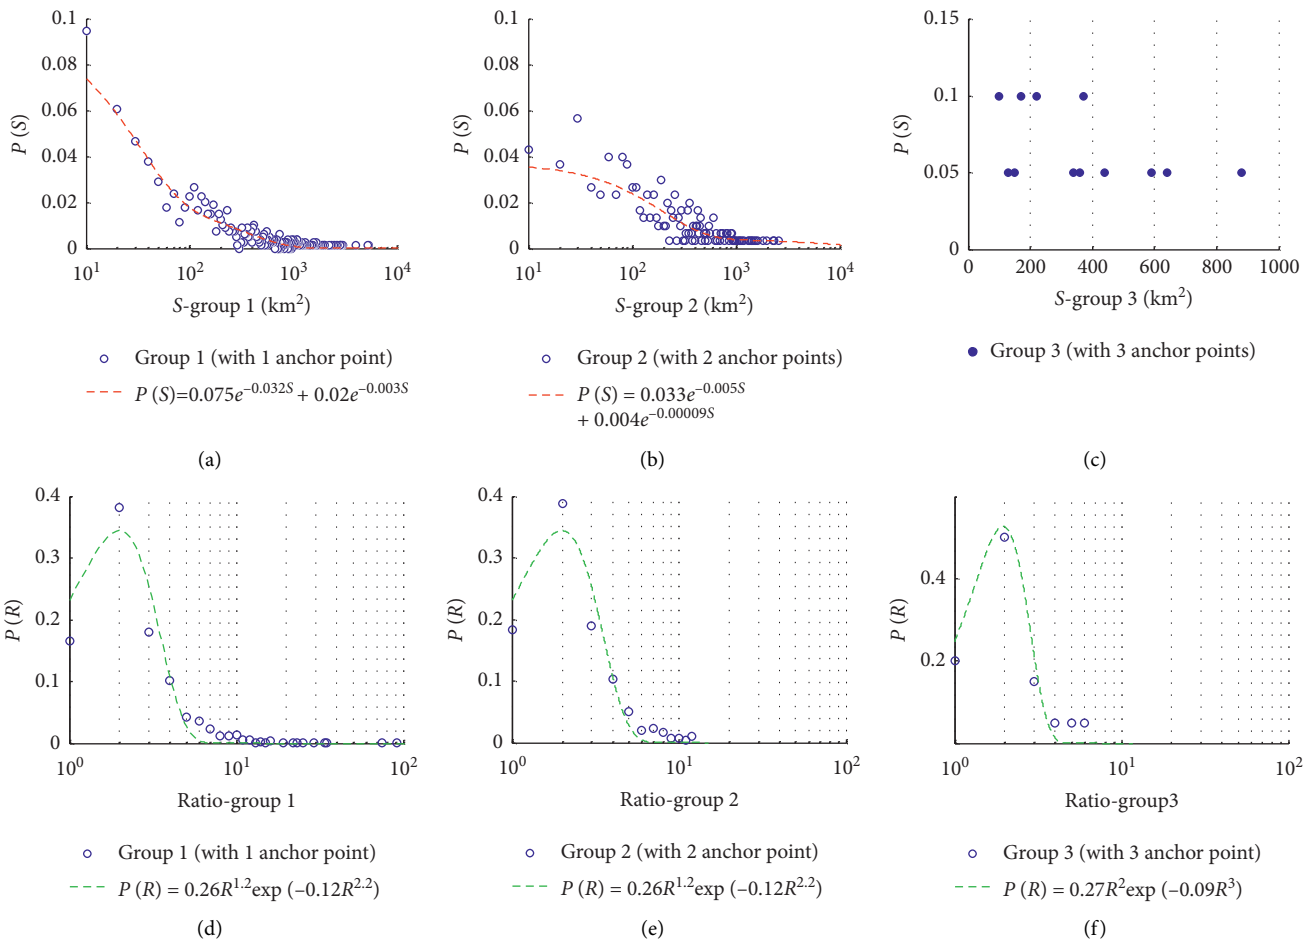 0.1
0.08
0.06
0.04
0.02
0
P (S)
10^1
10^2
10^3
10^4
S-group 1 (km^2)
Group 1 (with 1 anchor point)
P (S)=0.075e^–0.032S + 0.02e^–0.003S
(a)
0.1
0.08
0.06
0.04
0.02
0
P (S)
10^1
10^2
10^3
10^4
S-group 2 (km^2)
Group 2 (with 2 anchor points)
P (S) = 0.033e^–0.005S
+ 0.004e^–0.00009S
(b)
0.15
0.1
0.05
0
P (S)
0
200
400
600
800
1000
S-group 3 (km^2)
Group 3 (with 3 anchor points)
(c)
0.4
0.3
0.2
0.1
0
P (R)
10^0
10^1
10^2
Ratio-group 1
Group 1 (with 1 anchor point)
P (R) = 0.26R^1.2exp (–0.12R^2.2)
(d)
0.4
0.3
0.2
0.1
0
P (R)
10^0
10^1
10^2
Ratio-group 2
Group 2 (with 2 anchor point)
P (R) = 0.26R^1.2exp (–0.12R^2.2)
(e)
0.4
0.2
P (R)
10^0
10^1
10^2
Ratio-group3
Group 3 (with 3 anchor point)
P (R) = 0.27R^2exp (–0.09R^3)
(f)